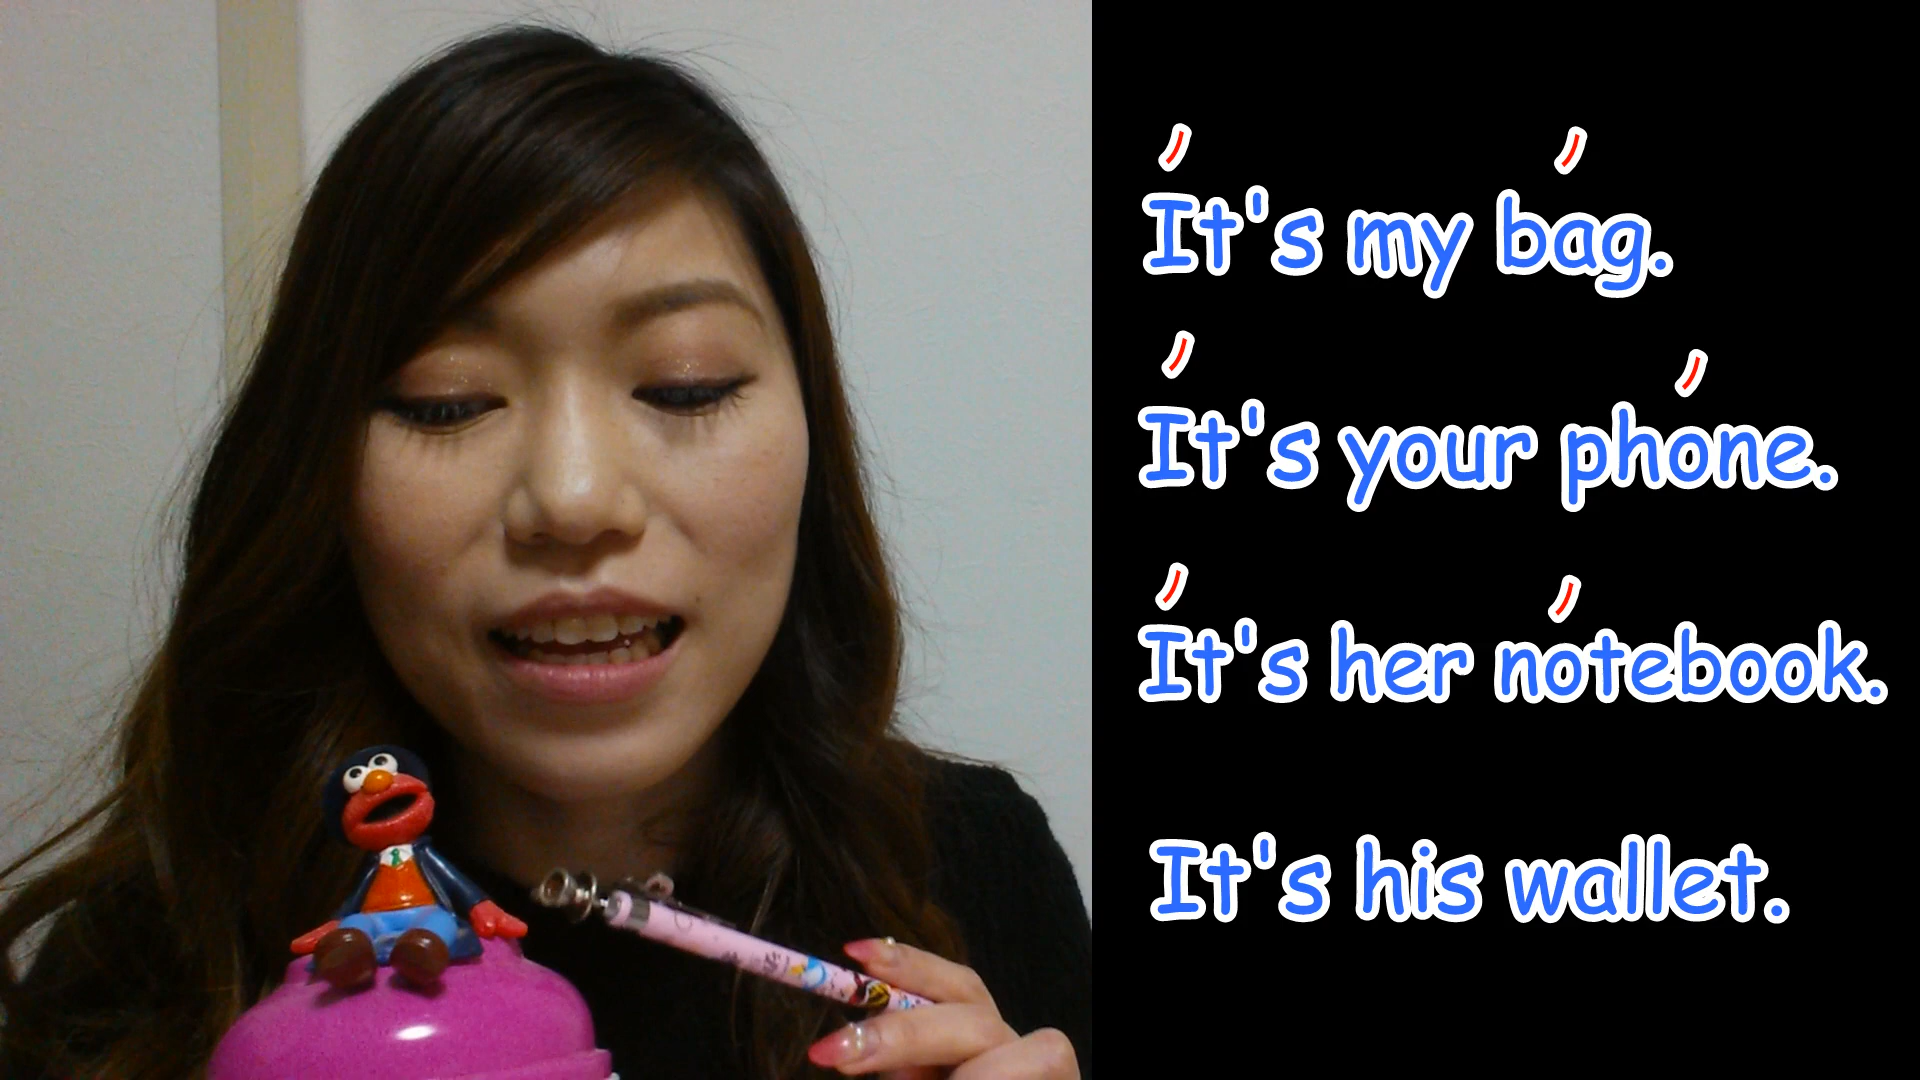 It's my bag.
It's your phone.
It's her notebook.
It's his wallet.